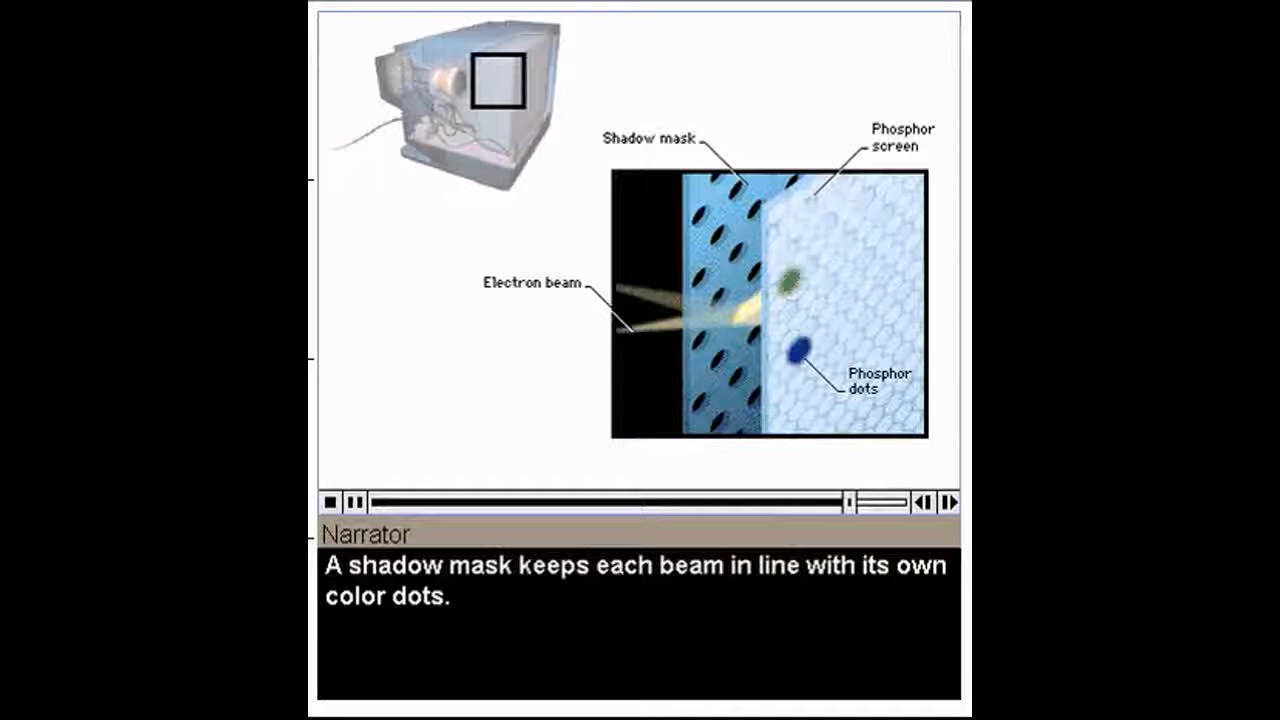 Shadow mask
Phosphor
screen
Electron beam
Phosphor
dots
Narrator
A shadow mask keeps each beam in line with its own
color dots.